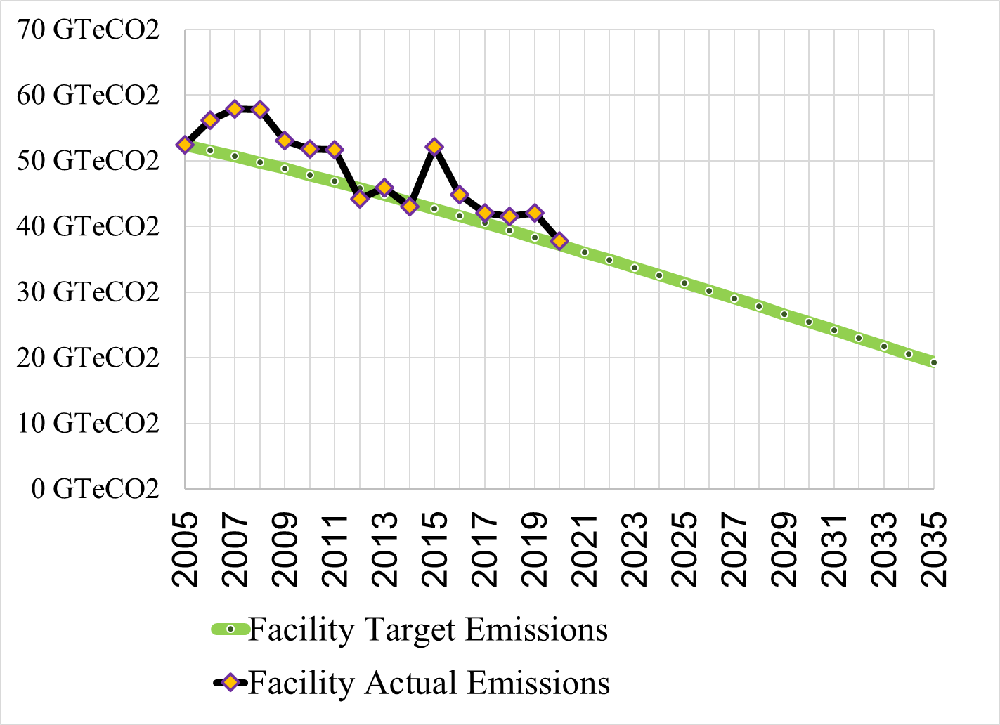 70 GTeCO2
60 GTeCO2
50 GTeCO2
40 GTeCO2
30 GTeCO2
20 GTeCO2
10 GTeCO2
0 GTeCO2
2005
2007
2009
2011
2013
2015
2017
2019
2021
2023
2025
2027
2029
2031
2033
2035
Facility Target Emissions
Facility Actual Emissions